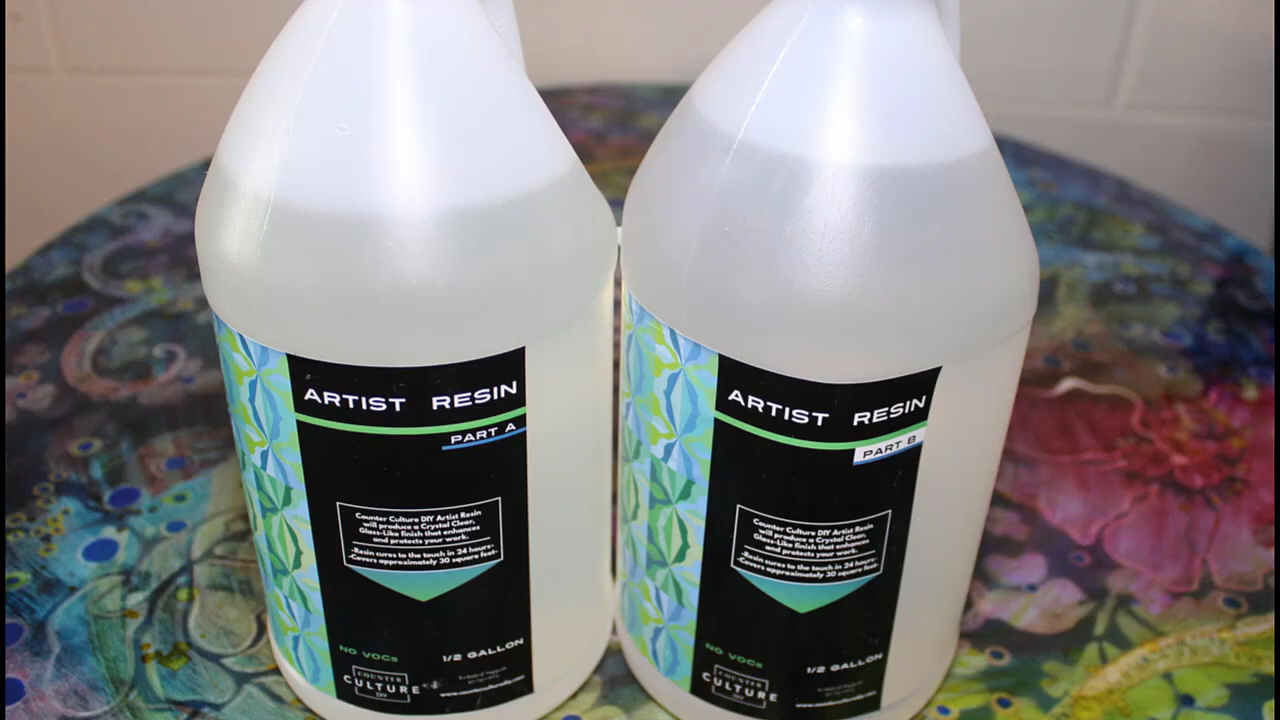 ARTIST RESIN
PART A
Counter Culture DIY Artist Resin
will produce a Crystal Clear,
Glass-Like finish that enhances
and protects your work.
-Resin cures to the touch in 24 hours-
-Covers approximately 30 square feet-
NO VOCs
1/2 GALLON
COUNTER
CULTURE
DIY
ARTIST RESIN
PART B
Counter Culture DIY Artist Resin
will produce a Crystal Clear,
Glass-Like finish that enhances
and protects your work.
-Resin cures to the touch in 24 hours-
-Covers approximately 30 square feet-
NO VOCs
1/2 GALLON
COUNTER
CULTURE
DIY